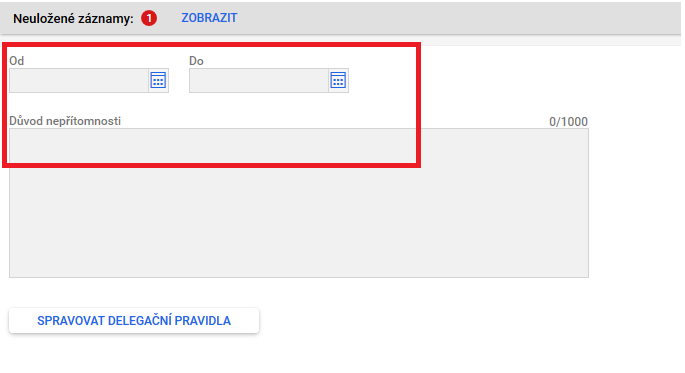 Neuložené záznamy: 1 ZOBRAZIT
Od Do
Důvod nepřítomnosti 0/1000
SPRAVOVAT DELEGAČNÍ PRAVIDLA